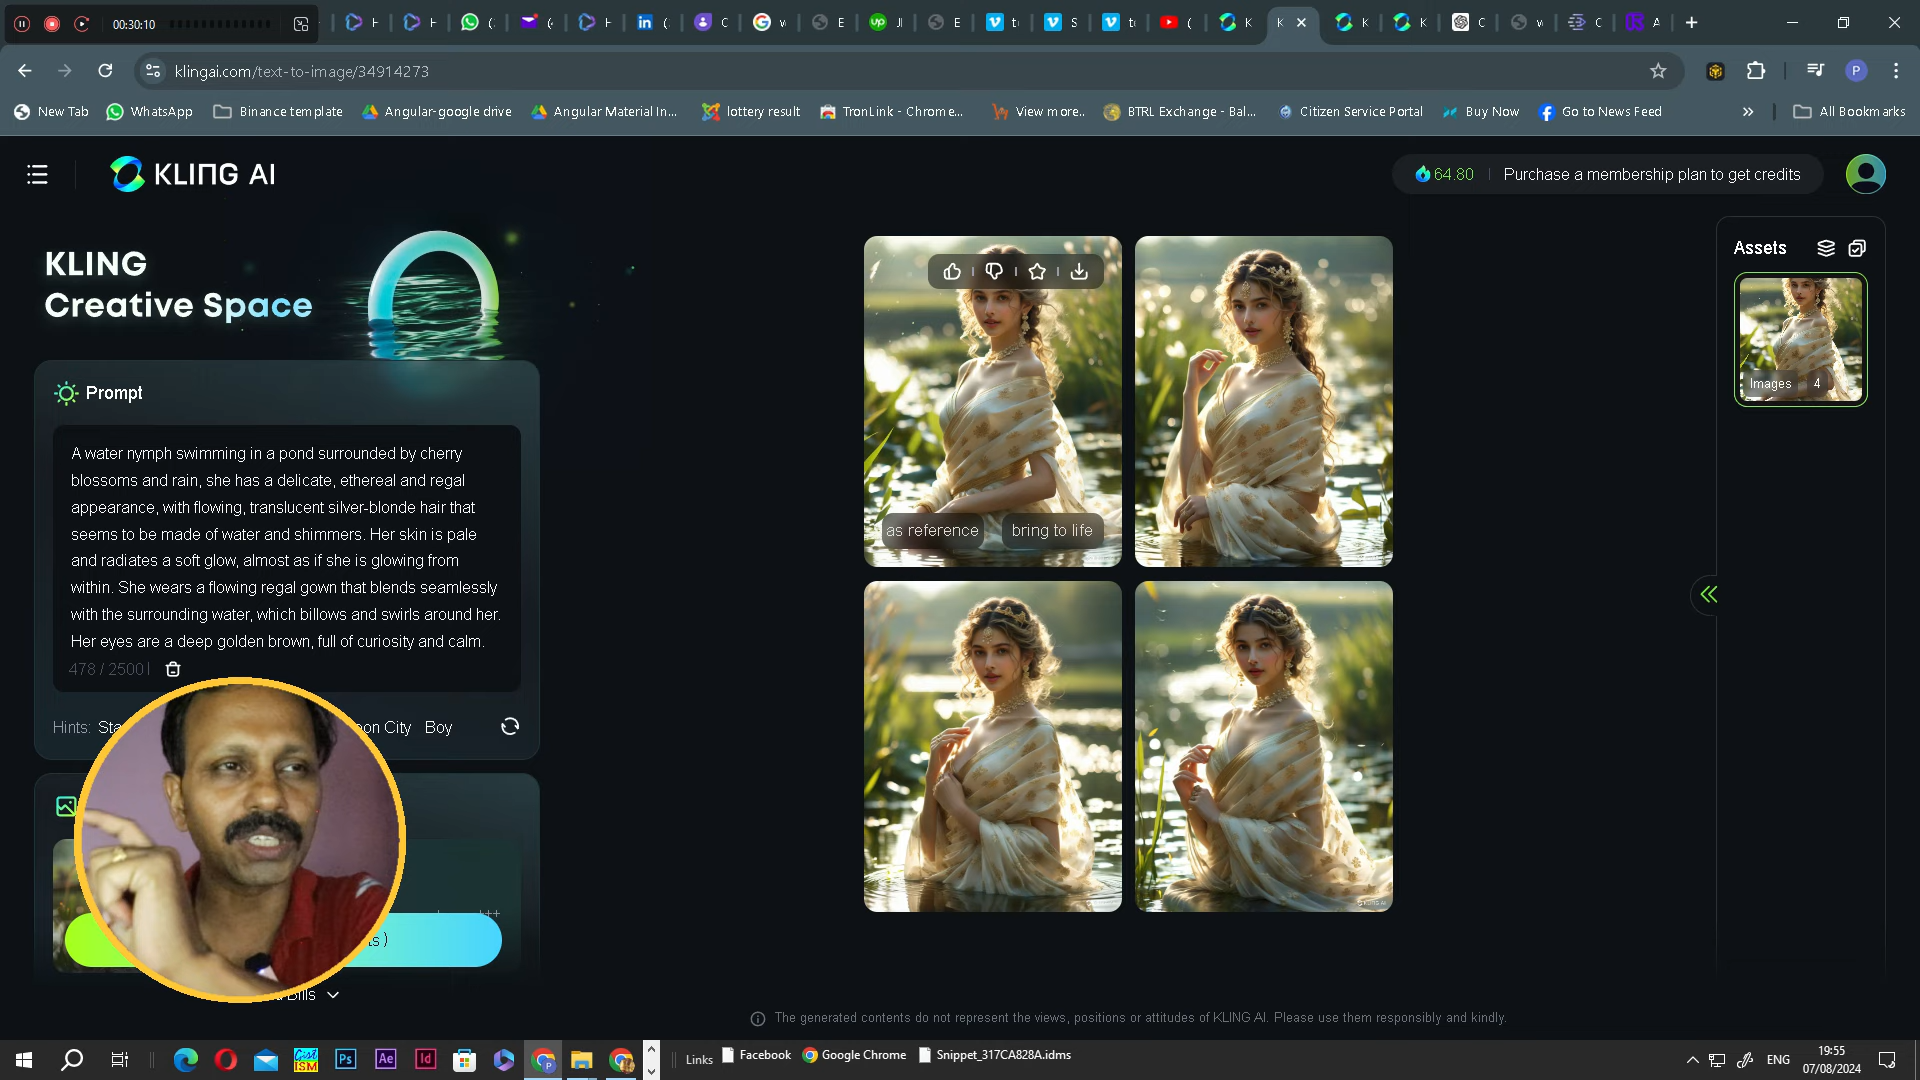 00:30:10
klingai.com/text-to-image/34914273
New Tab
WhatsApp
Binance template
Angular-google drive
Angular Material In...
lottery result
TronLink - Chrome...
View more..
BTRL Exchange - Bal...
Citizen Service Portal
Buy Now
Go to News Feed
All Bookmarks
KLING AI
64.80
Purchase a membership plan to get credits
KLING
Creative Space
Prompt
A water nymph swimming in a pond surrounded by cherry
blossoms and rain, she has a delicate, ethereal and regal
appearance, with flowing, translucent silver-blonde hair that
seems to be made of water and shimmers. Her skin is pale
and radiates a soft glow, almost as if she is glowing from
within. She wears a flowing regal gown that blends seamlessly
with the surrounding water, which billows and swirls around her.
Her eyes are a deep golden brown, full of curiosity and calm.
478 / 2500
Hints:
City
Boy
as reference
bring to life
Assets
Images 4
KLING AI
The generated contents do not represent the views, positions or attitudes of KLING AI. Please use them responsibly and kindly.
Links
Facebook
Google Chrome
Snippet_317CA828A.idms
ENG
19:55
07/08/2024